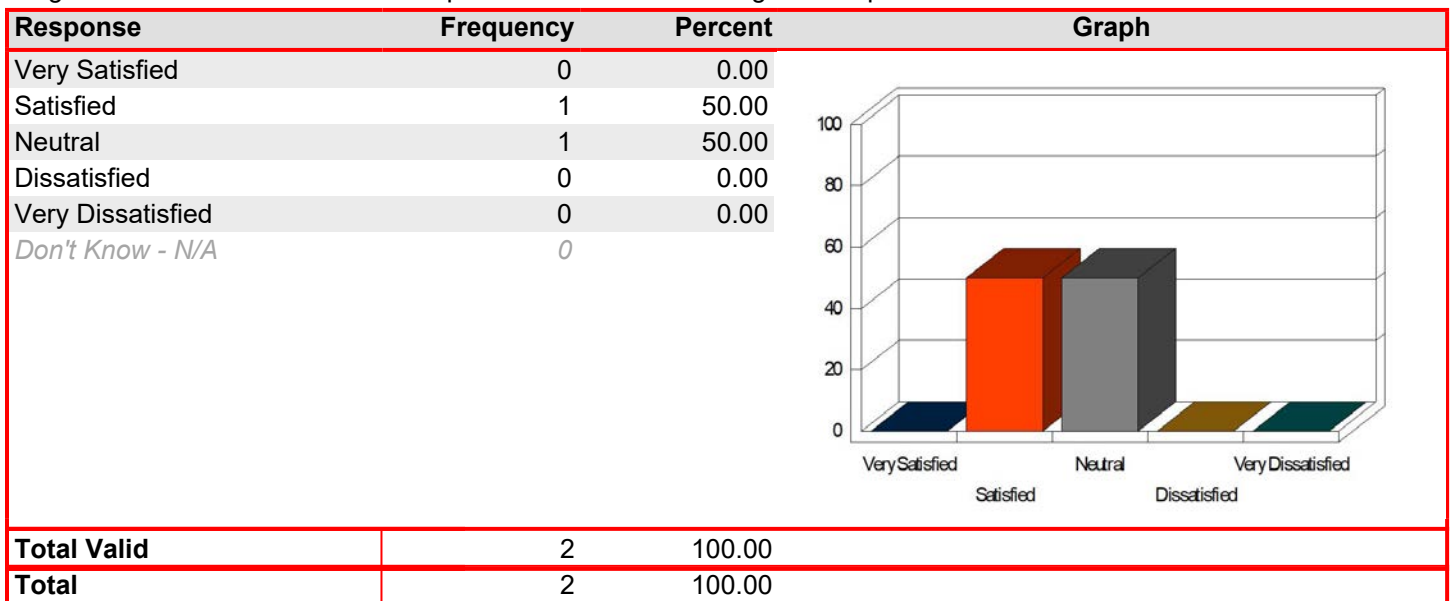 Response Frequency Percent Graph
Very Satisfied 0 0.00
Satisfied 1 50.00
Neutral 1 50.00
Dissatisfied 0 0.00
Very Dissatisfied 0 0.00
Don't Know - N/A 0
100
80
60
40
20
0
Very Satisfied Neutral Very Dissatisfied
Satisfied Dissatisfied
Total Valid 2 100.00
Total 2 100.00